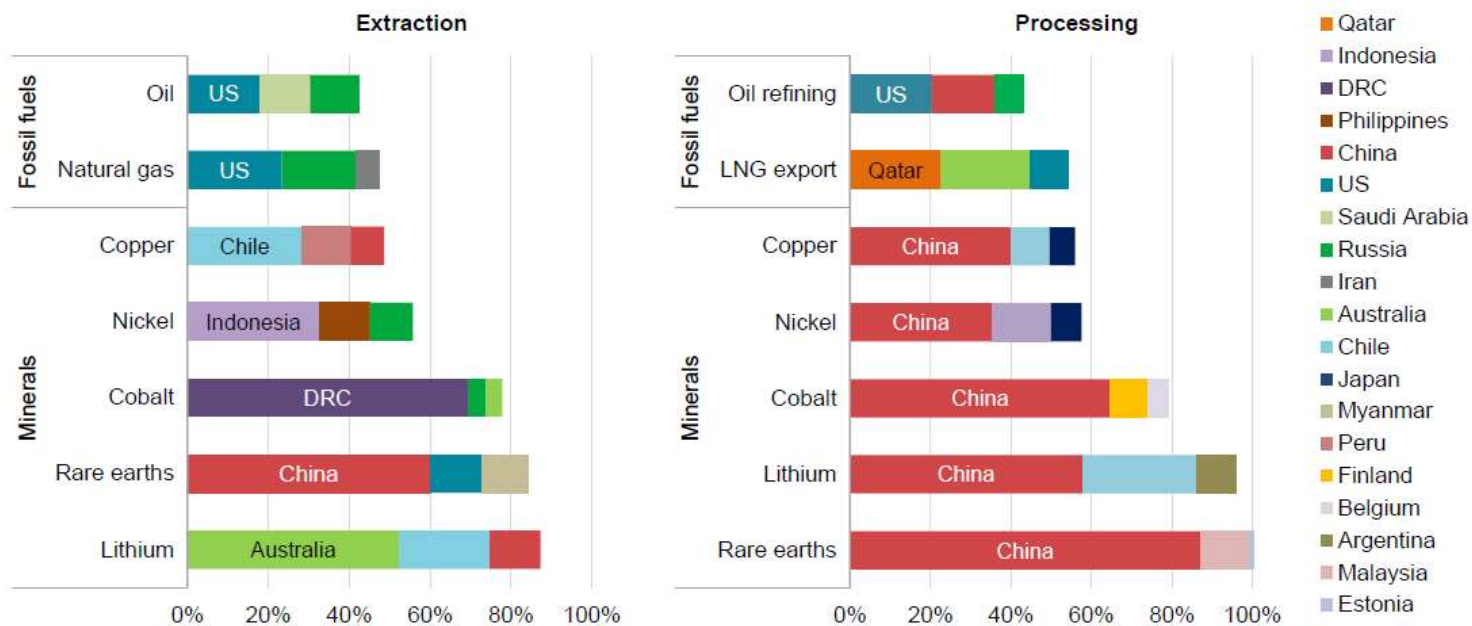 Extraction
Fossil fuels
Oil
US
Natural gas
US
Minerals
Copper
Chile
Nickel
Indonesia
Cobalt
DRC
Rare earths
China
Lithium
Australia
0% 20% 40% 60% 80% 100%
Processing
Fossil fuels
Oil refining
US
LNG export
Qatar
Minerals
Copper
China
Nickel
China
Cobalt
China
Lithium
China
Rare earths
China
0% 20% 40% 60% 80% 100%
Qatar
Indonesia
DRC
Philippines
China
US
Saudi Arabia
Russia
Iran
Australia
Chile
Japan
Myanmar
Peru
Finland
Belgium
Argentina
Malaysia
Estonia